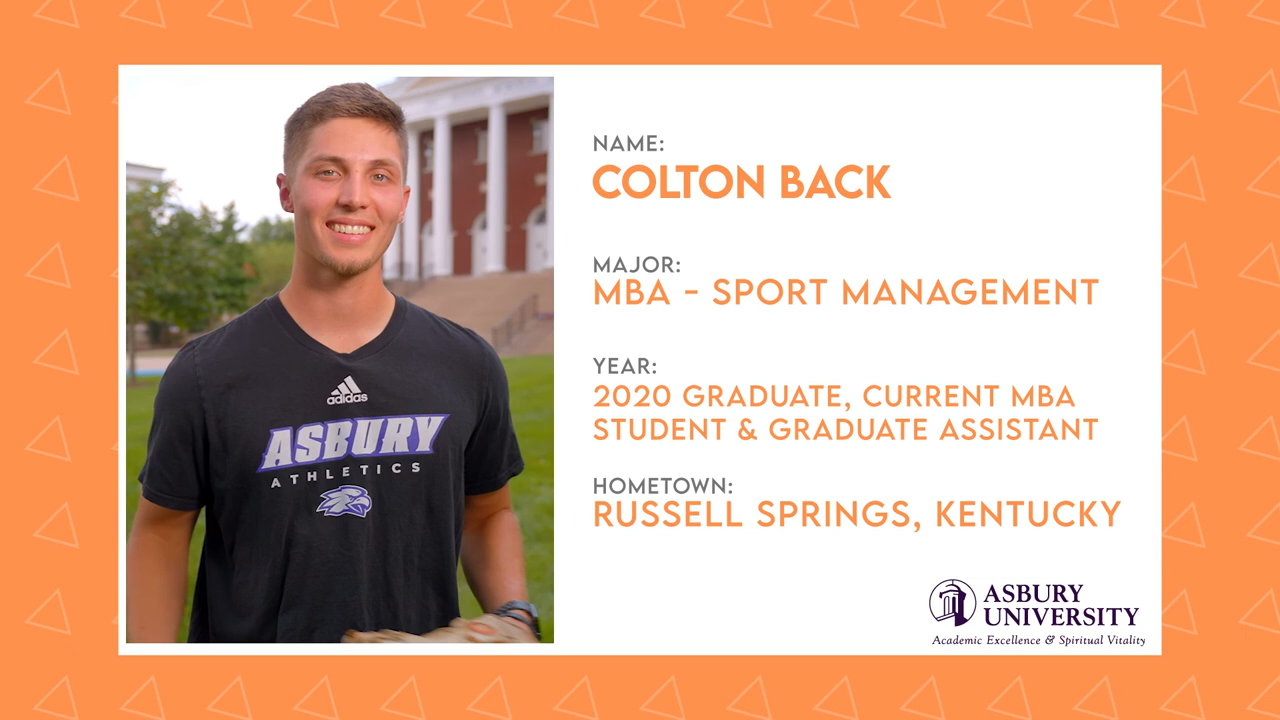 NAME:
COLTON BACK
MAJOR:
MBA - SPORT MANAGEMENT
YEAR:
2020 GRADUATE, CURRENT MBA
STUDENT & GRADUATE ASSISTANT
HOMETOWN:
RUSSELL SPRINGS, KENTUCKY
adidas
ASBURY
ATHLETICS
ASBURY
UNIVERSITY
Academic Excellence & Spiritual Vitality